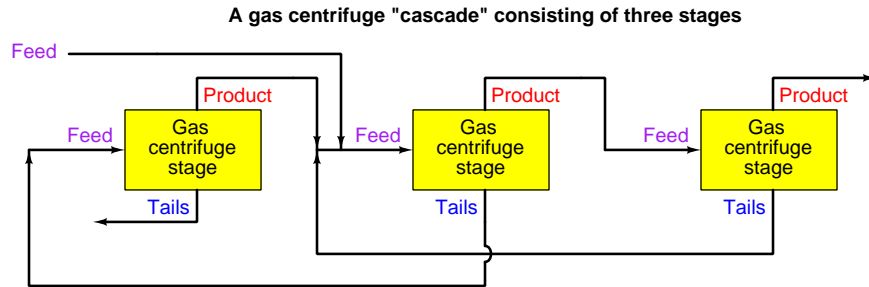 A gas centrifuge "cascade" consisting of three stages
Feed
Product
Product
Product
Feed
Gas
centrifuge
stage
Feed
Gas
centrifuge
stage
Feed
Gas
centrifuge
stage
Tails
Tails
Tails